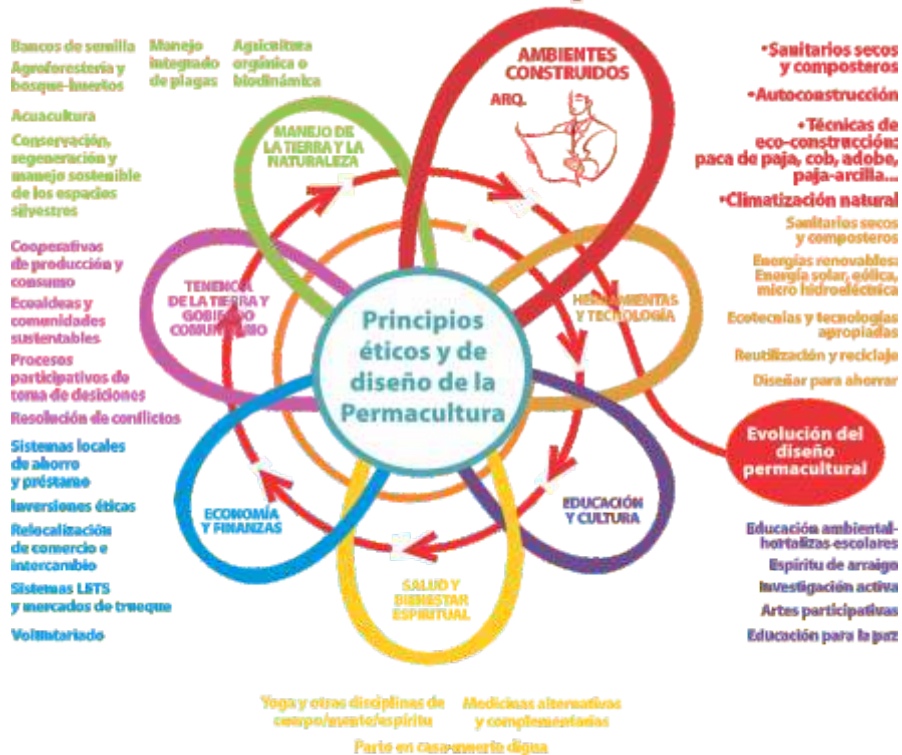 Bancos de semilla
Agroforestería y
bosque-huertos
Manejo
integrado
de plagas
Agricultura
orgánica o
biodinámica
Acuacultura
Conservación,
regeneración y
manejo sostenible
de los espacios
silvestres
Cooperativas
de producción y
consumo
Ecoaldeas y
comunidades
sustentables
Procesos
participativos de
toma de desiciones
Resolución de conflictos
Sistemas locales
de ahorro
y préstamo
Inversiones éticas
Relocalización
de comercio e
intercambio
Sistemas LETS
y mercados de trueque
Voluntariado
MANEJO DE
LA TIERRA Y LA
NATURALEZA
AMBIENTES
CONSTRUIDOS
ARQ.
TENENCIA
DE LA TIERRA Y
GOBIERNO
COMUNITARIO
HERRAMIENTAS
Y TECNOLOGÍA
Principios
éticos y de
diseño de la
Permacultura
ECONOMÍA
Y FINANZAS
SALUD Y
BIENESTAR
ESPIRITUAL
EDUCACIÓN
Y CULTURA
•Sanitarios secos
y composteros
•Autoconstrucción
•Técnicas de
eco-construcción:
paca de paja, cob, adobe,
paja-arcilla...
•Climatización natural
Sanitarios secos
y composteros
Energías renovables:
Energía solar, eólica,
micro hidroeléctrica
Ecotecnias y tecnologías
apropiadas
Reutilización y reciclaje
Diseñar para ahorrar
Evolución del
diseño
permacultural
Educación ambiental-
hortalizas escolares
Espíritu de arraigo
Investigación activa
Artes participativas
Educación para la paz
Yoga y otras disciplinas de
cuerpo/mente/espíritu
Medicinas alternativas
y complementarias
Parto en casa-muerte digna